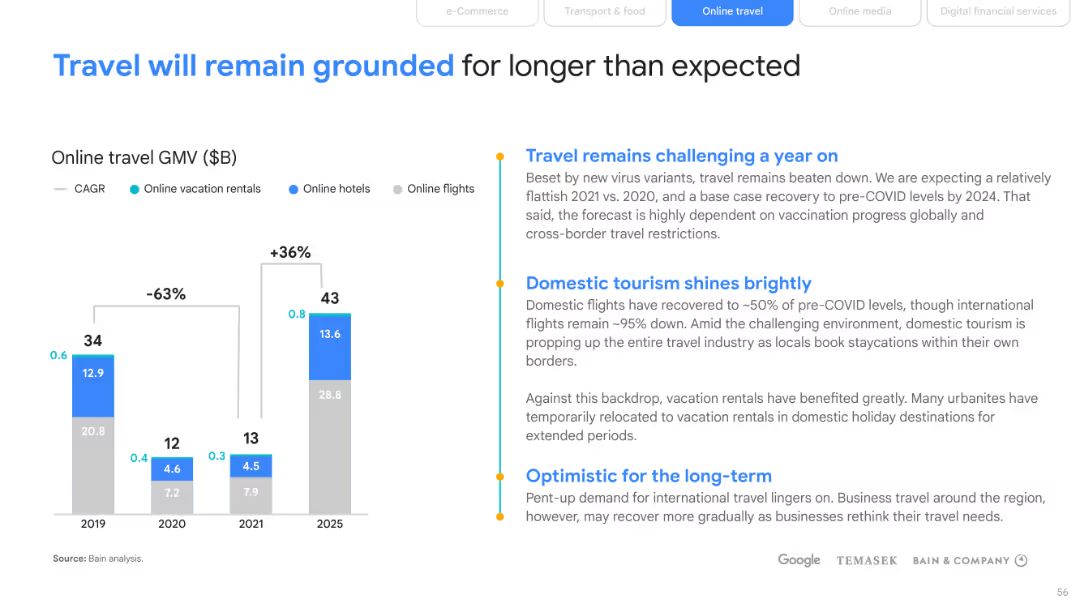 e-Commerce
Transport & food
Online travel
Online media
Digital financial services
Travel will remain grounded for longer than expected
Online travel GMV ($B)
CAGR
Online vacation rentals
Online hotels
Online flights
+36%
-63%
43
0.8
13.6
28.8
34
0.6
12.9
20.8
12
0.4
4.6
7.2
13
0.3
4.5
7.9
2019
2020
2021
2025
Travel remains challenging a year on
Beset by new virus variants, travel remains beaten down. We are expecting a relatively
flattish 2021 vs. 2020, and a base case recovery to pre-COVID levels by 2024. That
said, the forecast is highly dependent on vaccination progress globally and
cross-border travel restrictions.
Domestic tourism shines brightly
Domestic flights have recovered to ~50% of pre-COVID levels, though international
flights remain ~95% down. Amid the challenging environment, domestic tourism is
propping up the entire travel industry as locals book staycations within their own
borders.
Against this backdrop, vacation rentals have benefited greatly. Many urbanites have
temporarily relocated to vacation rentals in domestic holiday destinations for
extended periods.
Optimistic for the long-term
Pent-up demand for international travel lingers on. Business travel around the region,
however, may recover more gradually as businesses rethink their travel needs.
Source: Bain analysis.
Google
TEMASEK
BAIN & COMPANY
56